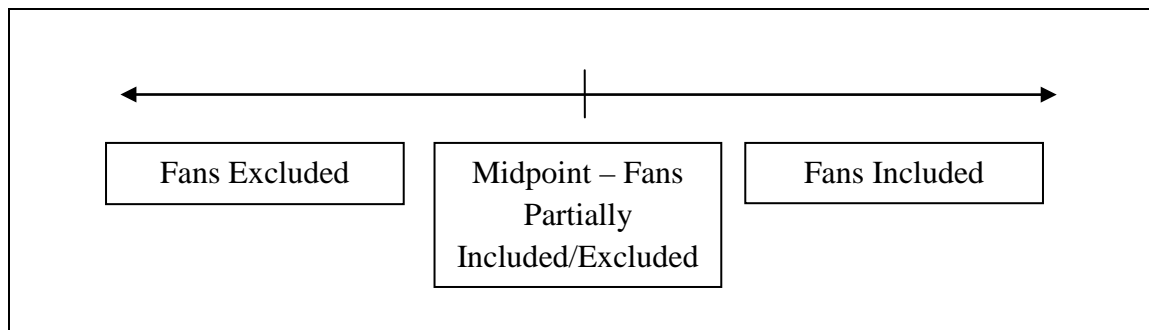 Fans Excluded
Midpoint – Fans
Partially
Included/Excluded
Fans Included